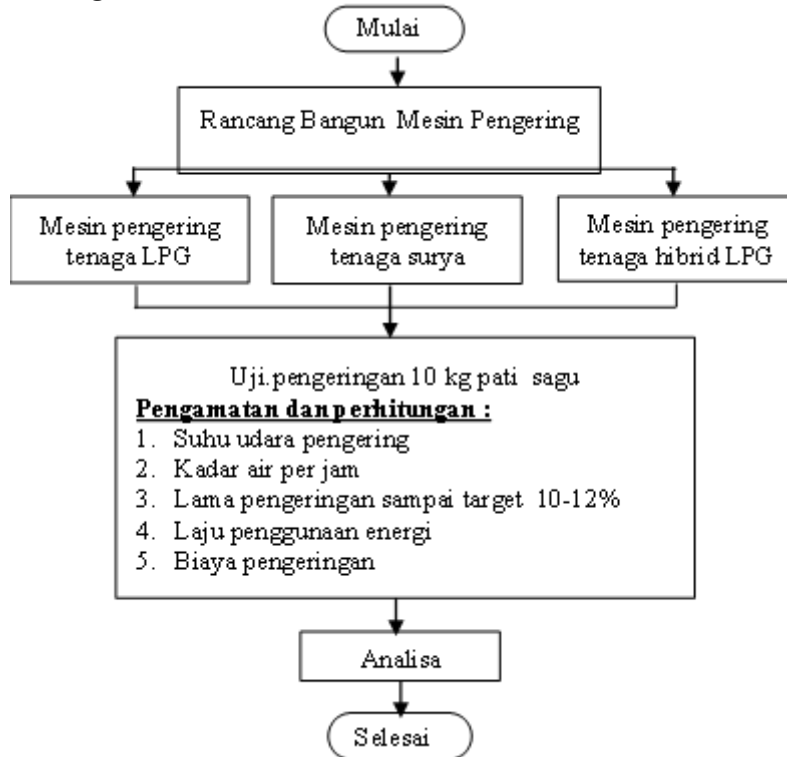 Mulai
Rancang Bangun Mesin Pengering
Mesin pengering
tenaga LPG
Mesin pengering
tenaga surya
Mesin pengering
tenaga hibrid LPG
Uji.pengeringan 10 kg pati sagu
Pengamatan dan perhitungan :
1. Suhu udara pengering
2. Kadar air per jam
3. Lama pengeringan sampai target 10-12%
4. Laju penggunaan energi
5. Biaya pengeringan
Analisa
Selesai